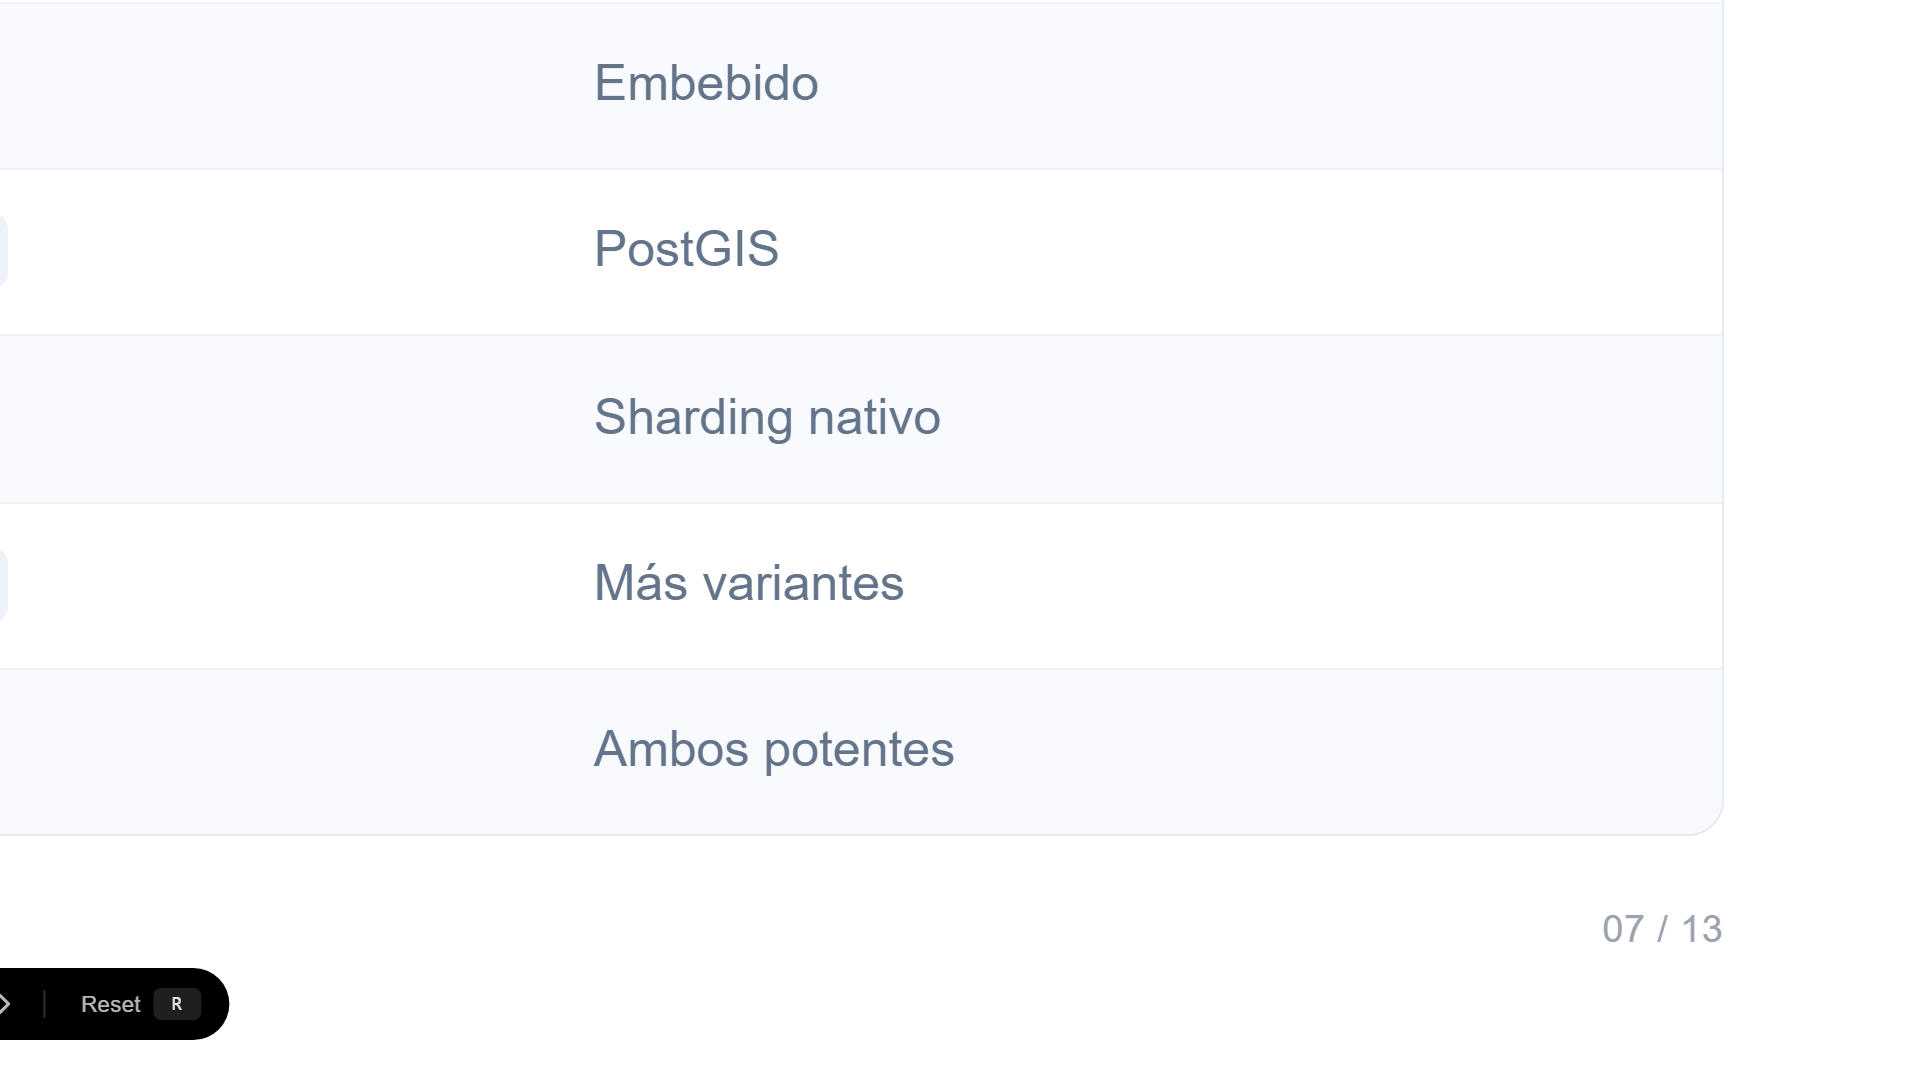 Embebido
PostGIS
Sharding nativo
Más variantes
Ambos potentes
07 / 13
Reset R